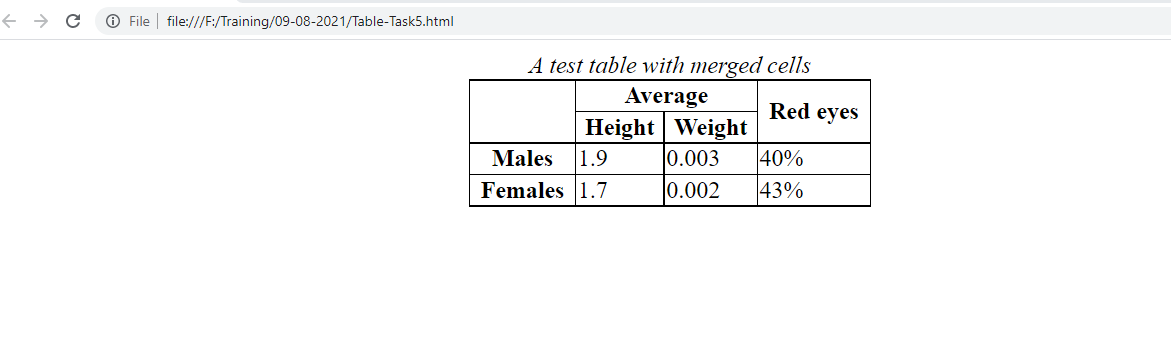 File file:///F:/Training/09-08-2021/Table-Task5.html
A test table with merged cells
Average Red eyes
Height Weight
Males 1.9 0.003 40%
Females 1.7 0.002 43%